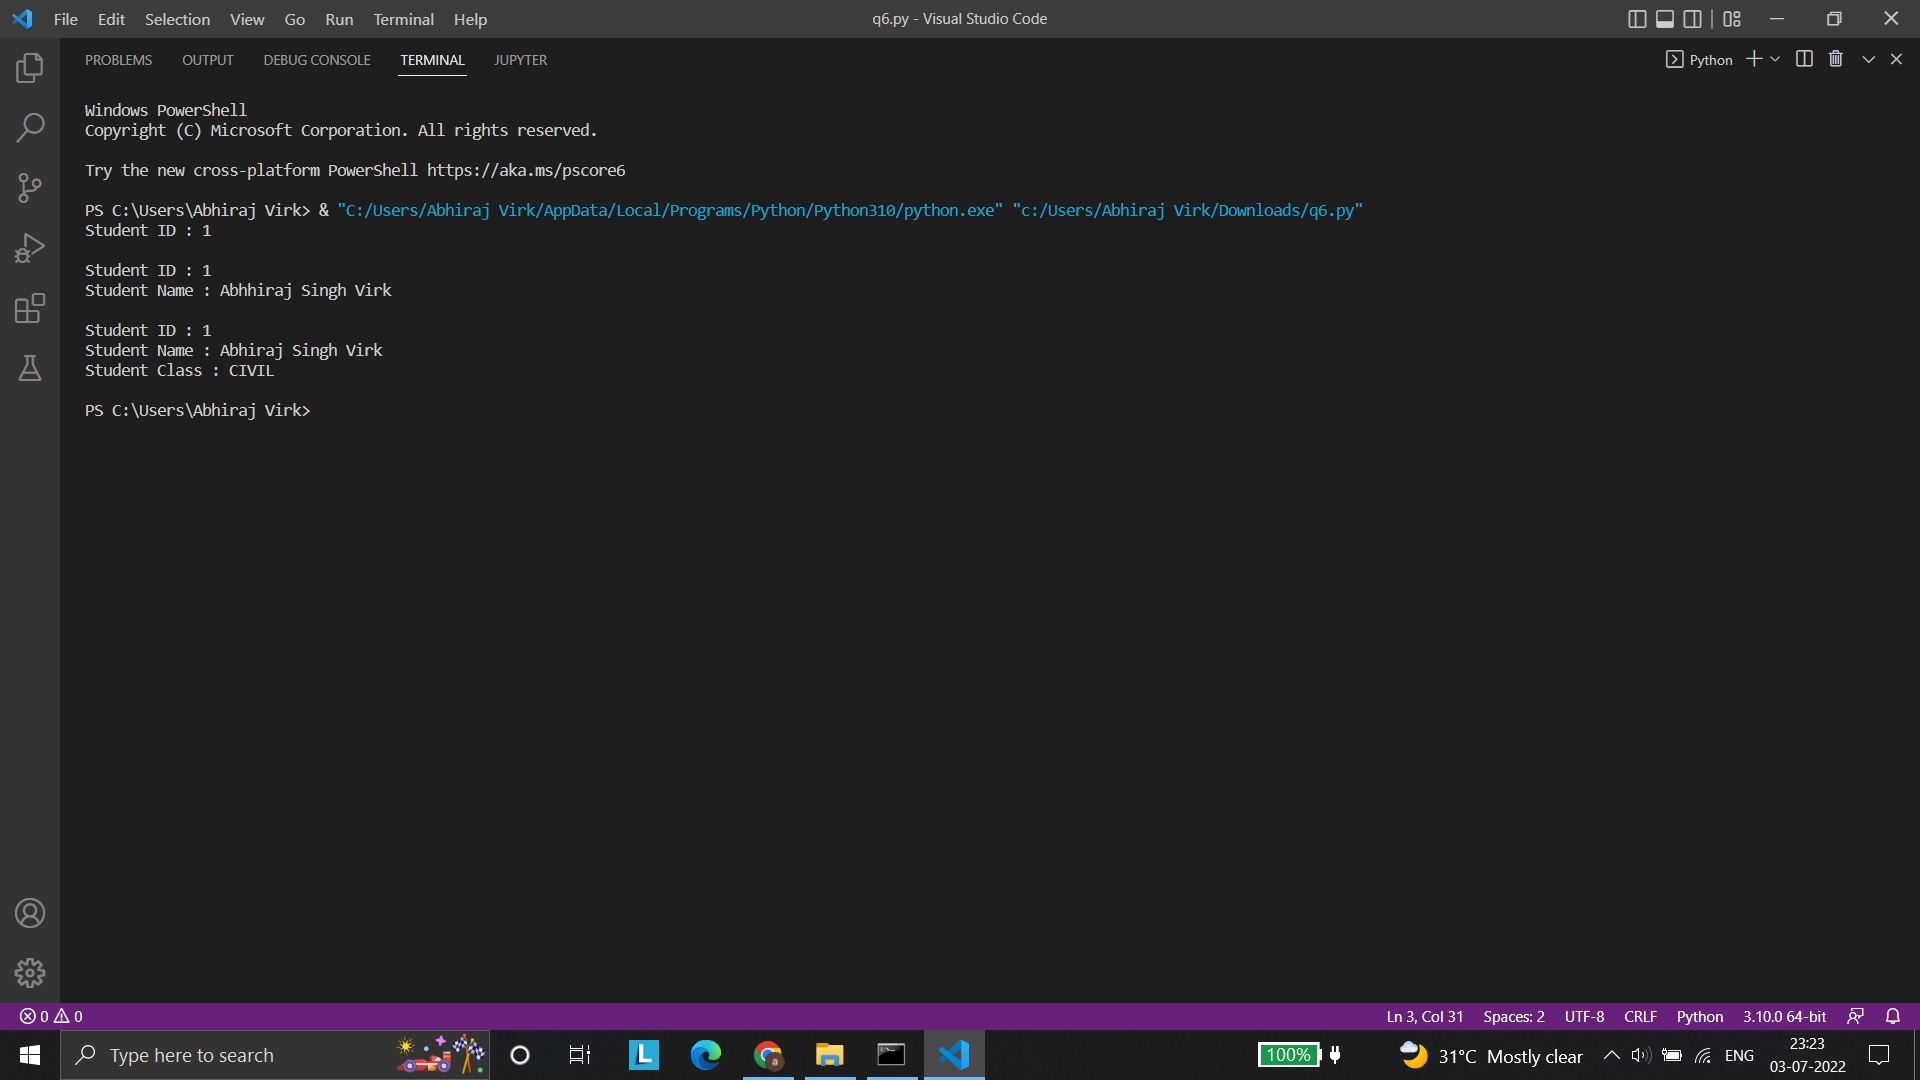 File Edit Selection View Go Run Terminal Help
q6.py - Visual Studio Code
PROBLEMS OUTPUT DEBUG CONSOLE TERMINAL JUPYTER
Python
Windows PowerShell
Copyright (C) Microsoft Corporation. All rights reserved.
Try the new cross-platform PowerShell https://aka.ms/pscore6
PS C:\Users\Abhiraj Virk> & "C:/Users/Abhiraj Virk/AppData/Local/Programs/Python/Python310/python.exe" "c:/Users/Abhiraj Virk/Downloads/q6.py"
Student ID : 1
Student ID : 1
Student Name : Abhhiraj Singh Virk
Student ID : 1
Student Name : Abhiraj Singh Virk
Student Class : CIVIL
PS C:\Users\Abhiraj Virk>
0 0
Ln 3, Col 31 Spaces: 2 UTF-8 CRLF Python 3.10.0 64-bit
Type here to search
L
a
100%
31°C Mostly clear
ENG
23:23
03-07-2022